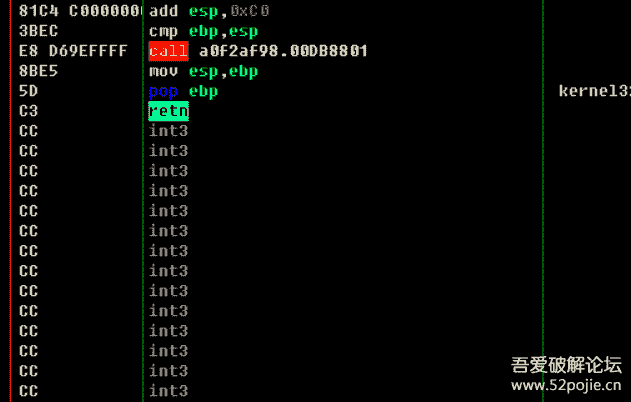 81C4 C0000000 add esp,0xC0
3BEC cmp ebp,esp
E8 D69EFFFF call a0f2af98.00DB8801
8BE5 mov esp,ebp
5D pop ebp kernel32
C3 retn
CC int3
CC int3
CC int3
CC int3
CC int3
CC int3
CC int3
CC int3
CC int3
CC int3
CC int3
CC int3
CC int3
CC int3
吾爱破解论坛
www.52pojie.cn